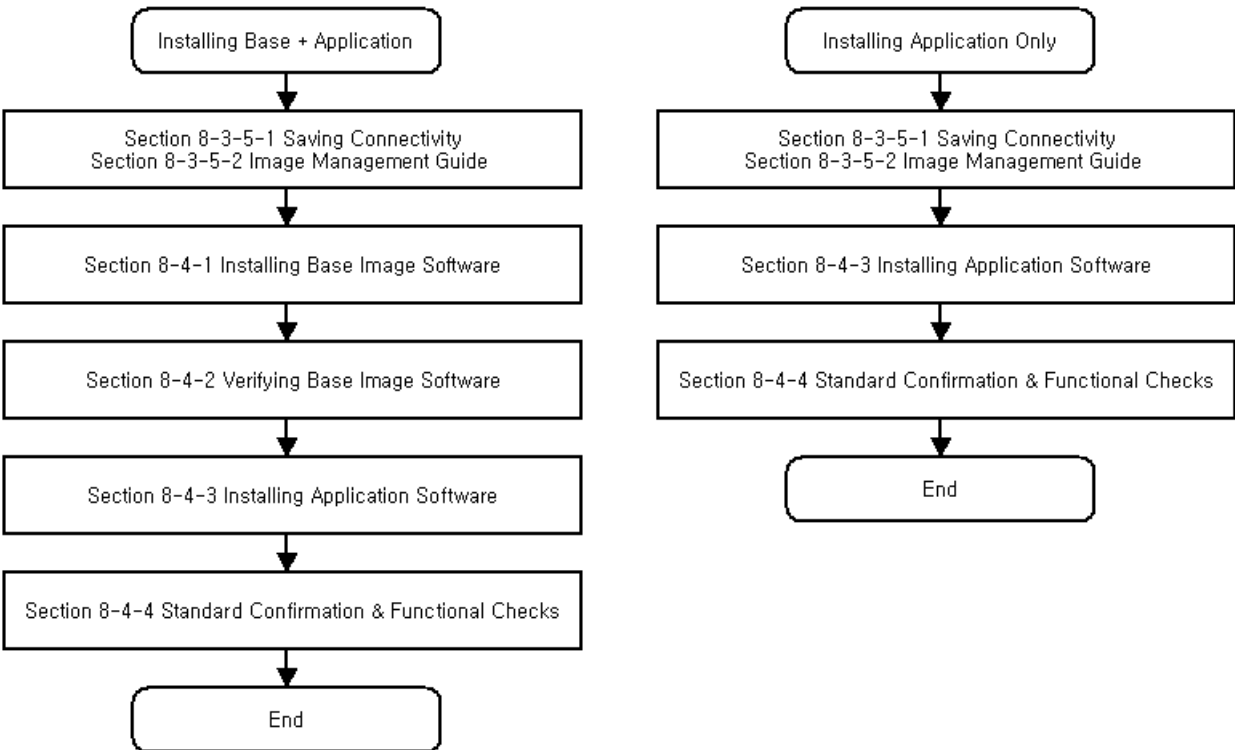 Installing Base + Application
Section 8-3-5-1 Saving Connectivity
Section 8-3-5-2 Image Management Guide
Section 8-4-1 Installing Base Image Software
Section 8-4-2 Verifying Base Image Software
Section 8-4-3 Installing Application Software
Section 8-4-4 Standard Confirmation & Functional Checks
End
Installing Application Only
Section 8-3-5-1 Saving Connectivity
Section 8-3-5-2 Image Management Guide
Section 8-4-3 Installing Application Software
Section 8-4-4 Standard Confirmation & Functional Checks
End